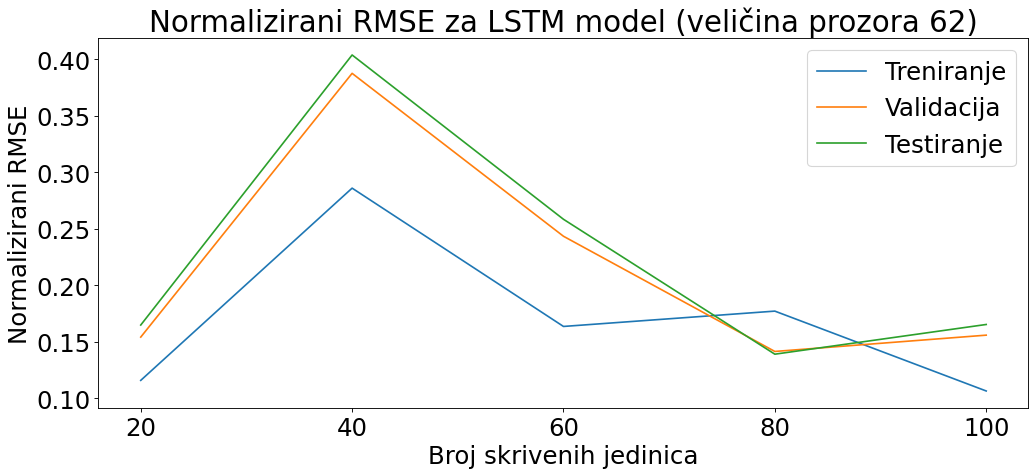 Normalizirani RMSE za LSTM model (veličina prozora 62)
Treniranje
Validacija
Testiranje
Normalizirani RMSE
0.40
0.35
0.30
0.25
0.20
0.15
0.10
20 40 60 80 100
Broj skrivenih jedinica